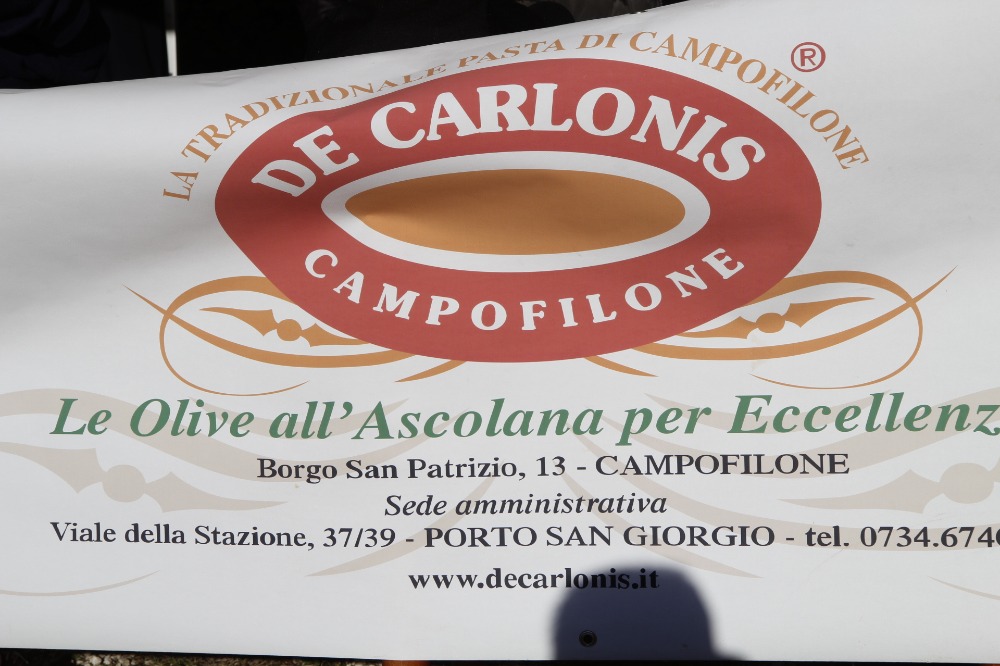 LA TRADIZIONALE PASTA DI CAMPOFILONE ®
DE CARLONIS
CAMPOFILONE
Le Olive all'Ascolana per Eccellenz
Borgo San Patrizio, 13 - CAMPOFILONE
Sede amministrativa
Viale della Stazione, 37/39 - PORTO SAN GIORGIO - tel. 0734.674
www.decarlonis.it